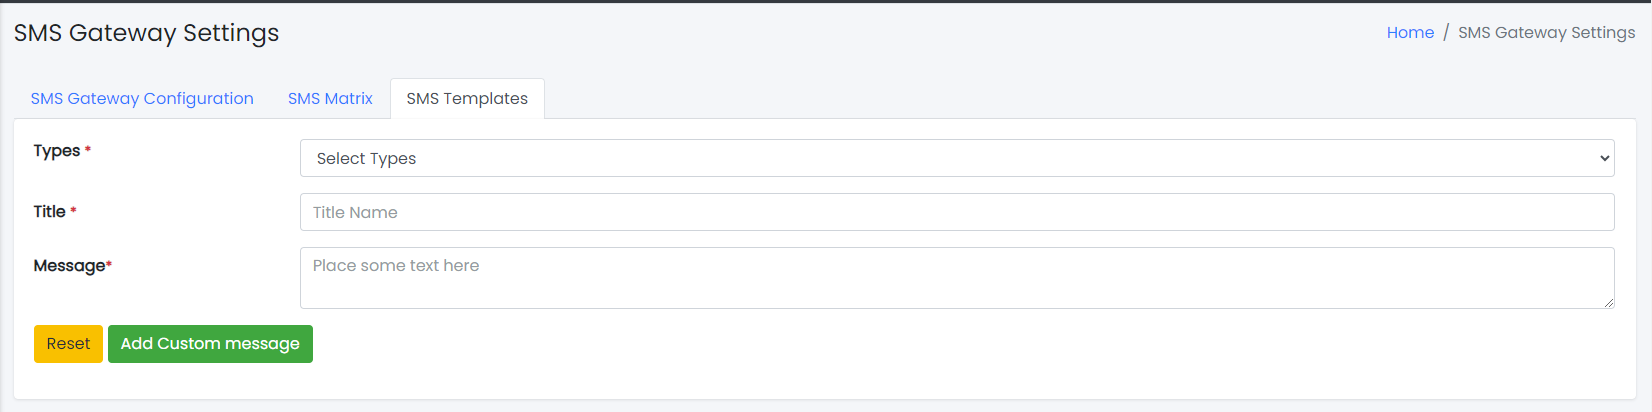 SMS Gateway Settings
Home / SMS Gateway Settings
SMS Gateway Configuration SMS Matrix SMS Templates
Types *
Select Types
Title *
Title Name
Message*
Place some text here
Reset Add Custom message